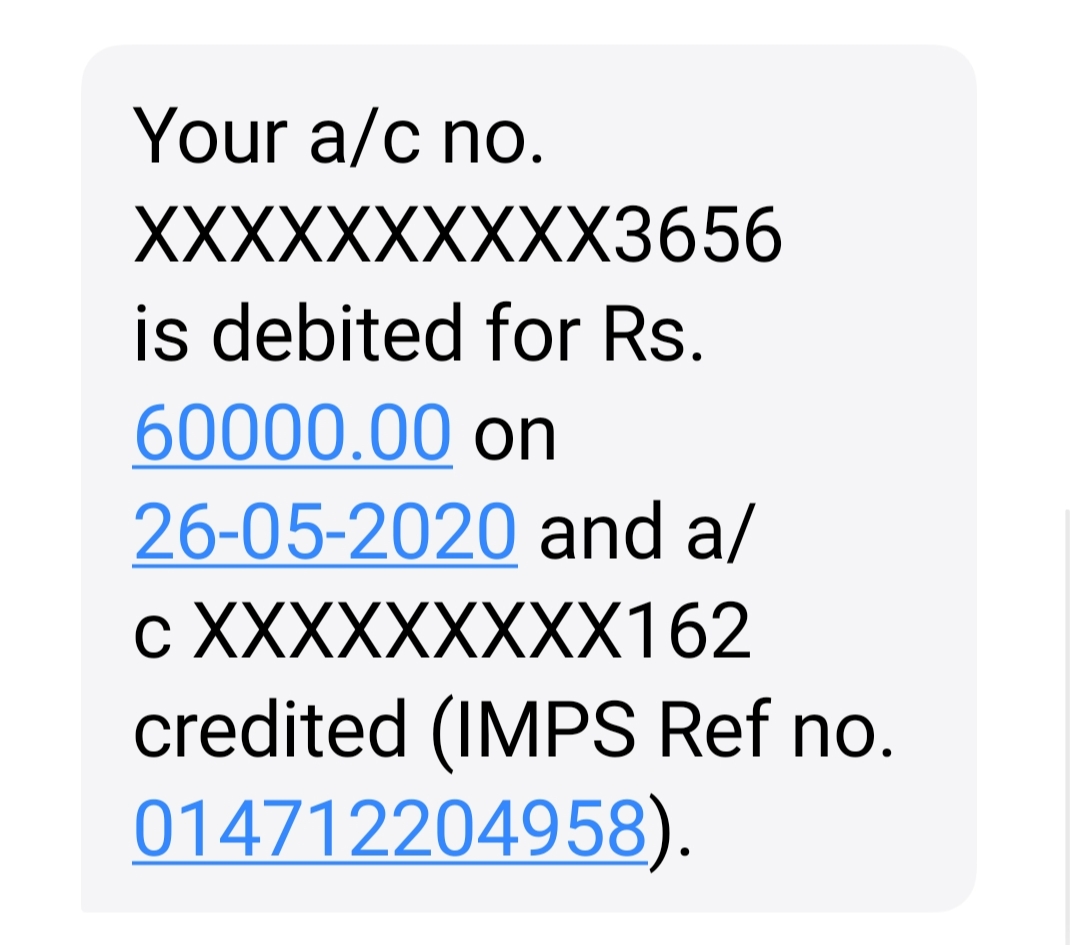 Your a/c no.
XXXXXXXXXX3656
is debited for Rs.
60000.00 on
26-05-2020 and a/
c XXXXXXXXX162
credited (IMPS Ref no.
014712204958).